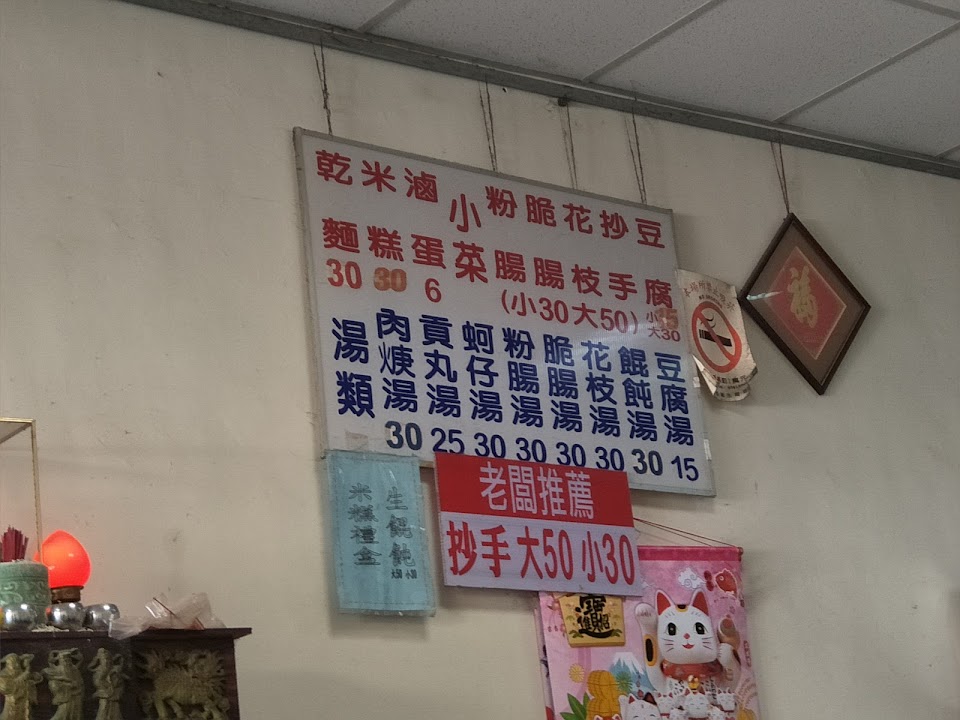 乾麵 30
米糕 30
滷蛋 6
小菜
粉腸
脆腸
花枝
抄手
(小30大50)
豆腐
小15
大30
湯類
肉焿湯 30
貢丸湯 25
蚵仔湯 30
粉腸湯 30
脆腸湯 30
花枝湯 30
餛飩湯 30
豆腐湯 15
生餛飩
米糕禮盒
老闆推薦
抄手大50小30
福